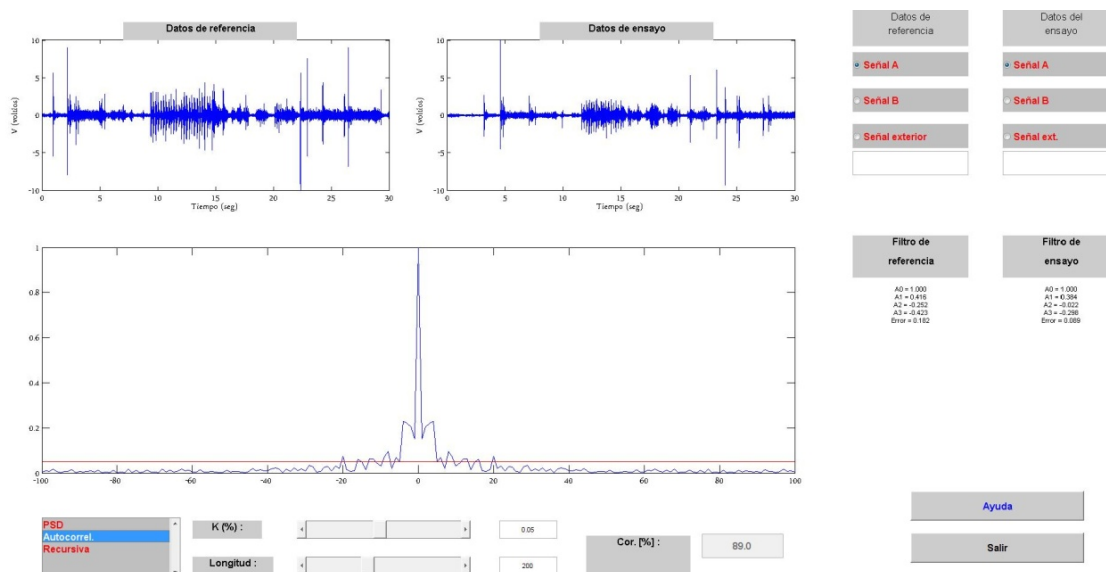 Datos de referencia
10
5
0
-5
-10
V (voldos)
0
5
10
15
20
25
30
Tiempo (seg)
Datos de ensayo
10
5
0
-5
-10
V (voldos)
0
5
10
15
20
25
30
Tiempo (seg)
Datos de
referencia
Señal A
Señal B
Señal exterior
Datos del
ensayo
Señal A
Señal B
Señal ext.
1
0.8
0.6
0.4
0.2
0
-100
-80
-60
-40
-20
0
20
40
60
80
100
Filtro de
referencia
A0 = 1.000
A1 = 0.416
A2 = -0.252
A3 = -0.423
Error = 0.182
Filtro de
ensayo
A0 = 1.000
A1 = 0.384
A2 = -0.022
A3 = -0.298
Error = 0.089
PSD
Autocorrel.
Recursiva
K (%) :
0.05
Longitud :
200
Cor. [%] :
89.0
Ayuda
Salir